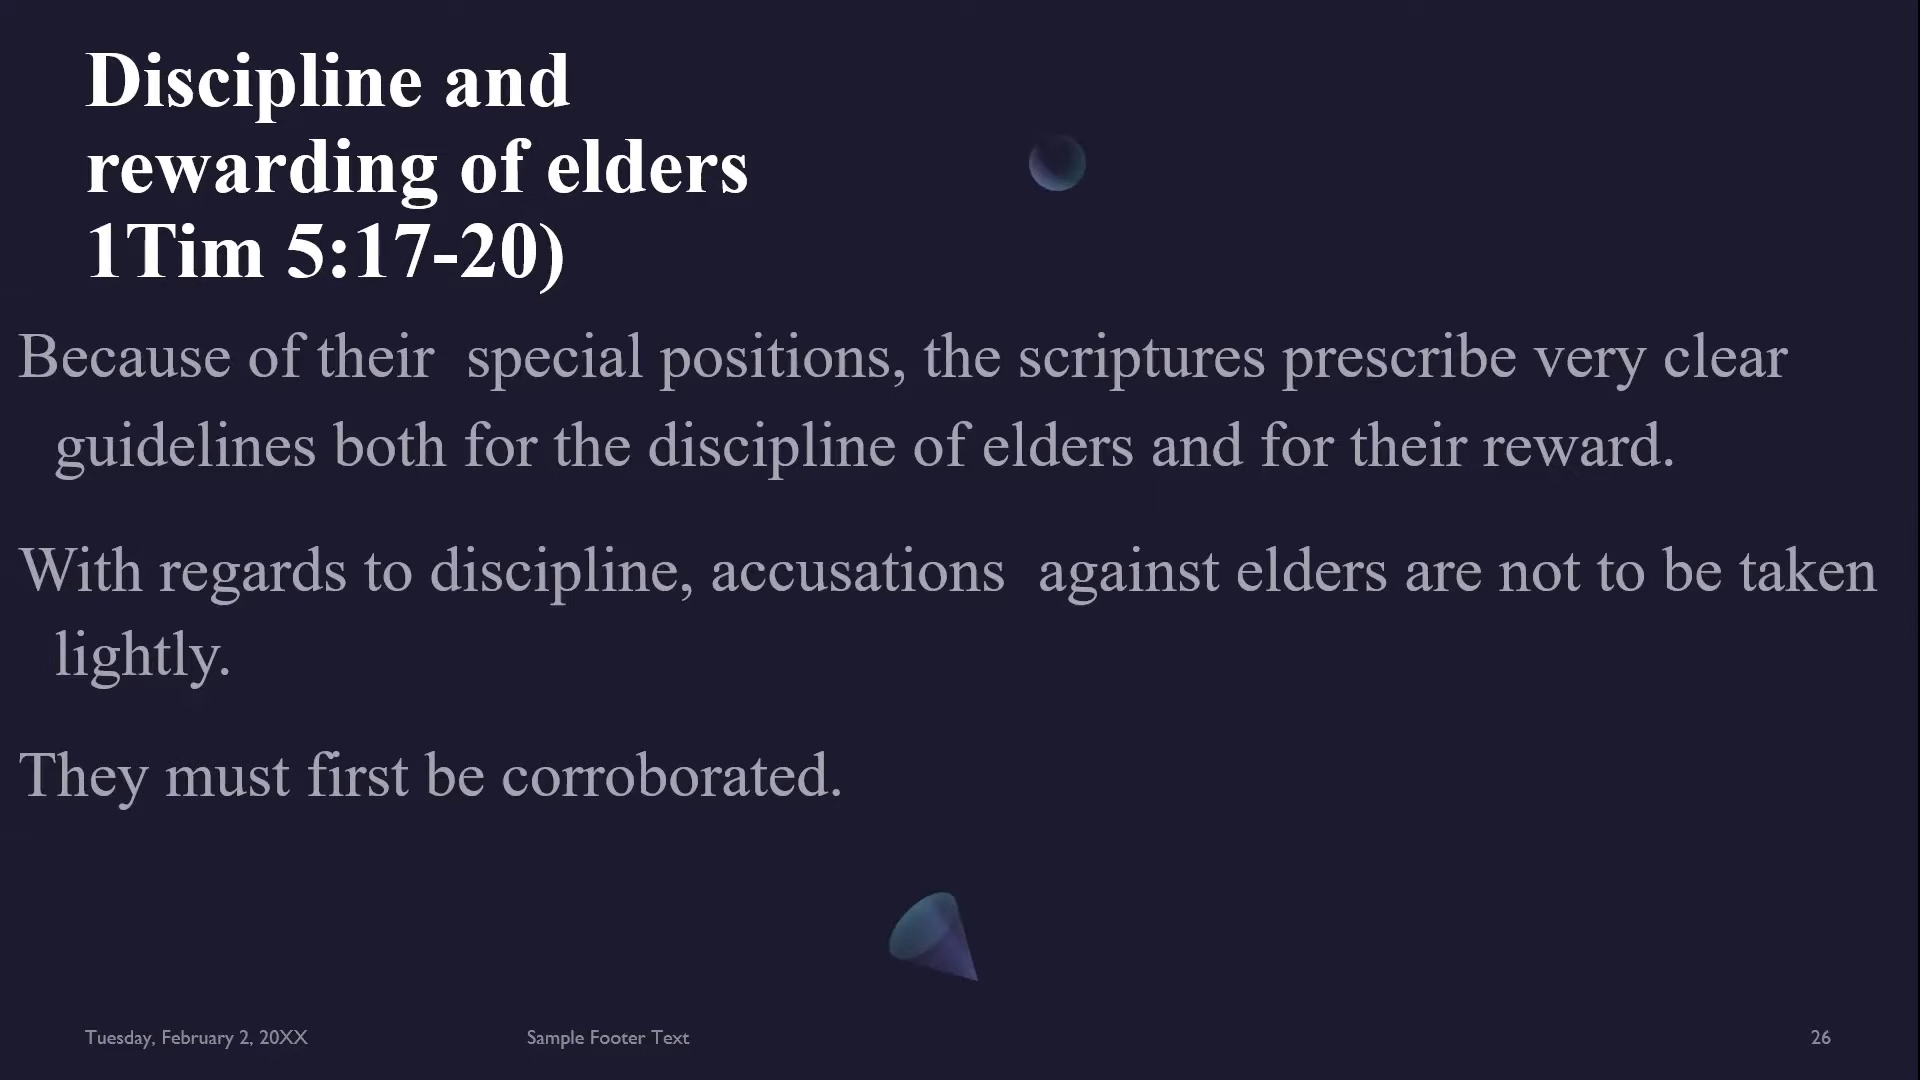 Discipline and
rewarding of elders
1Tim 5:17-20)
Because of their  special positions, the scriptures prescribe very clear
guidelines both for the discipline of elders and for their reward.
With regards to discipline, accusations  against elders are not to be taken
lightly.
They must first be corroborated.
Tuesday, February 2, 20XX
Sample Footer Text
26